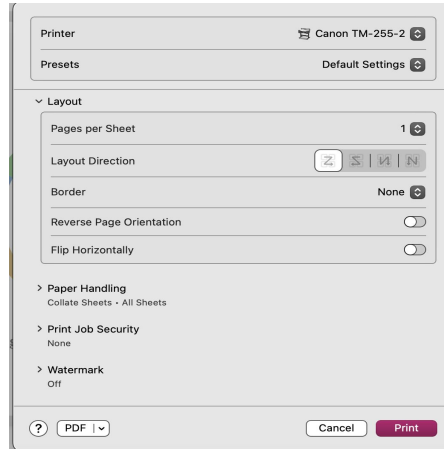 Printer Canon TM-255-2
Presets Default Settings
Layout
Pages per Sheet 1
Layout Direction
Border None
Reverse Page Orientation
Flip Horizontally
Paper Handling
Collate Sheets • All Sheets
Print Job Security
None
Watermark
Off
? PDF Cancel Print